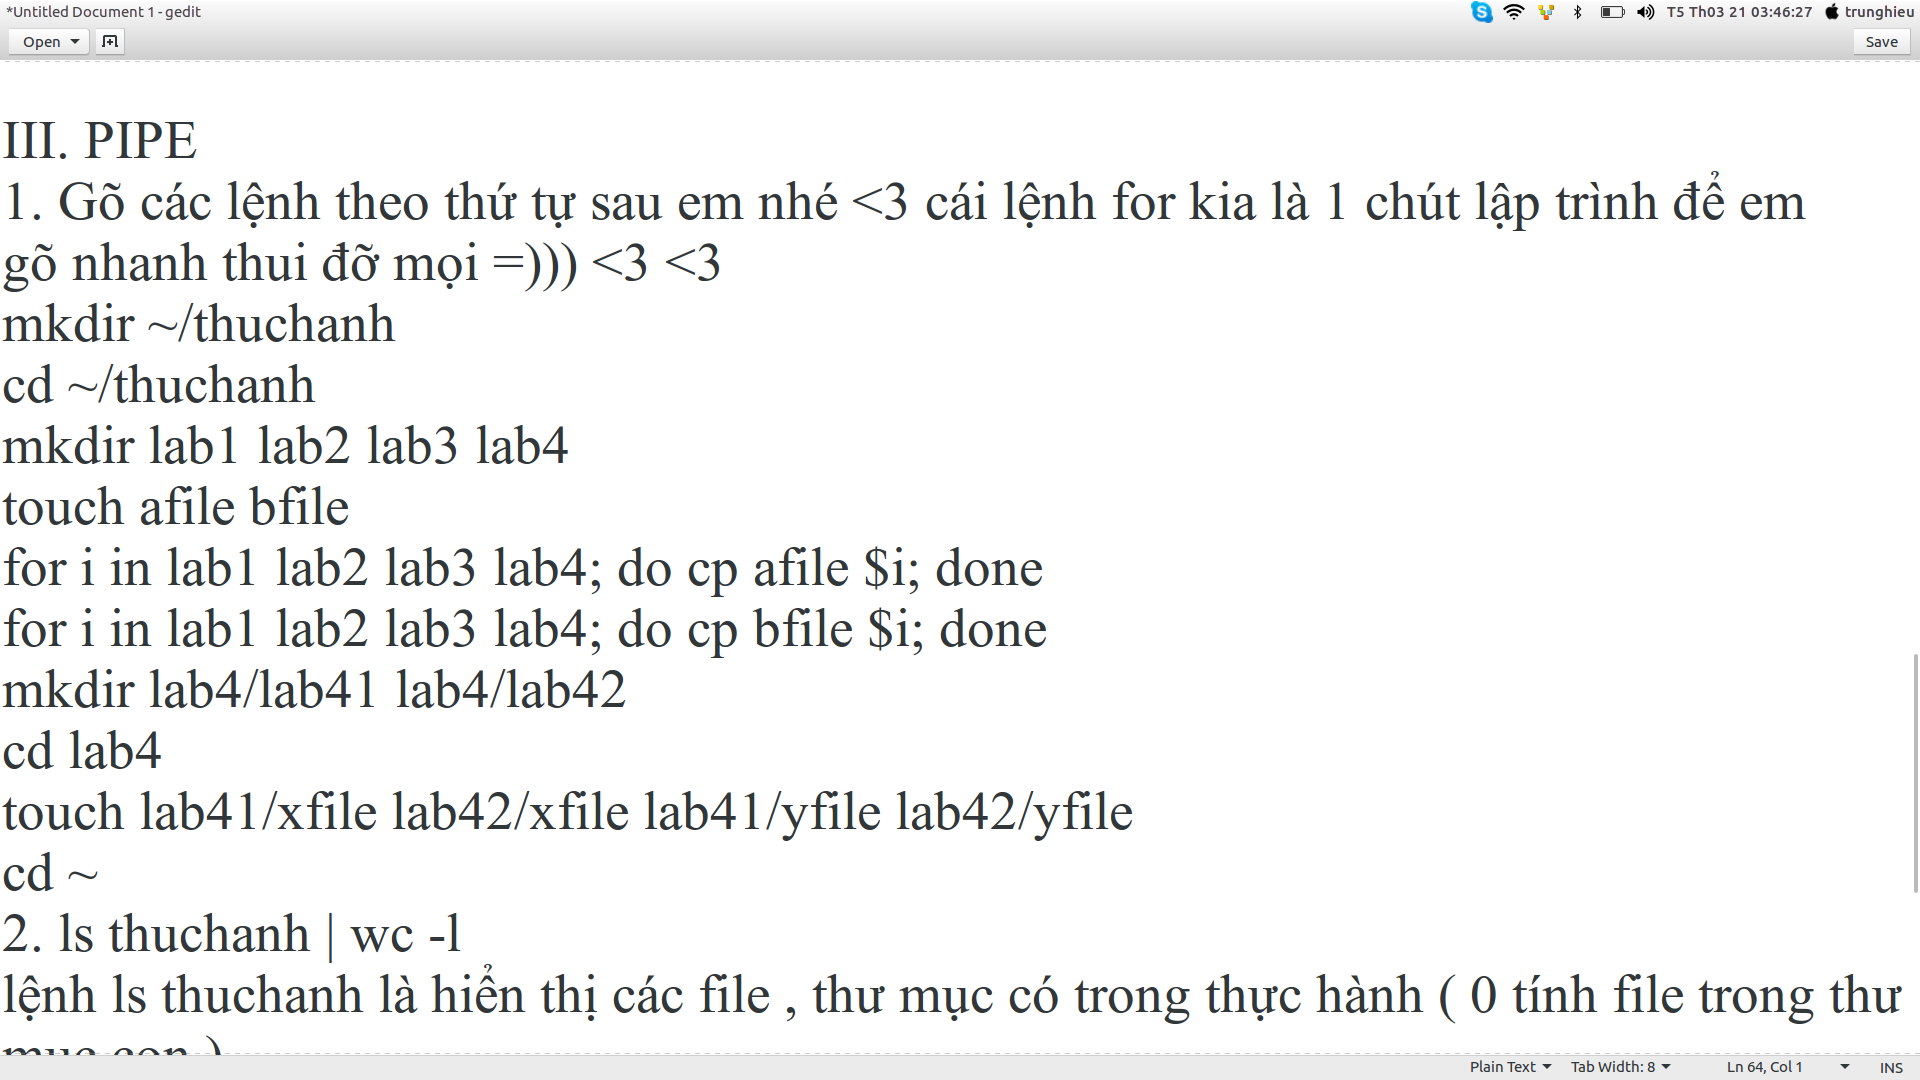 *Untitled Document 1 - gedit
T5 Th03 21 03:46:27 trunghieu
Open
Save
III. PIPE
1. Gõ các lệnh theo thứ tự sau em nhé <3 cái lệnh for kia là 1 chút lập trình để em
gõ nhanh thui đỡ mọi =))) <3 <3
mkdir ~/thuchanh
cd ~/thuchanh
mkdir lab1 lab2 lab3 lab4
touch afile bfile
for i in lab1 lab2 lab3 lab4; do cp afile $i; done
for i in lab1 lab2 lab3 lab4; do cp bfile $i; done
mkdir lab4/lab41 lab4/lab42
cd lab4
touch lab41/xfile lab42/xfile lab41/yfile lab42/yfile
cd ~
2. ls thuchanh | wc -l
lệnh ls thuchanh là hiển thị các file , thư mục có trong thực hành ( 0 tính file trong thư
mục con )
Plain Text Tab Width: 8 Ln 64, Col 1 INS